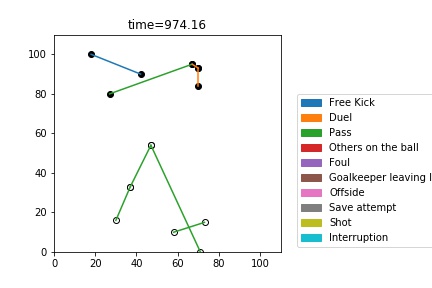 time=974.16
100
80
60
40
20
0
0 20 40 60 80 100
Free Kick
Duel
Pass
Others on the ball
Foul
Goalkeeper leaving l
Offside
Save attempt
Shot
Interruption